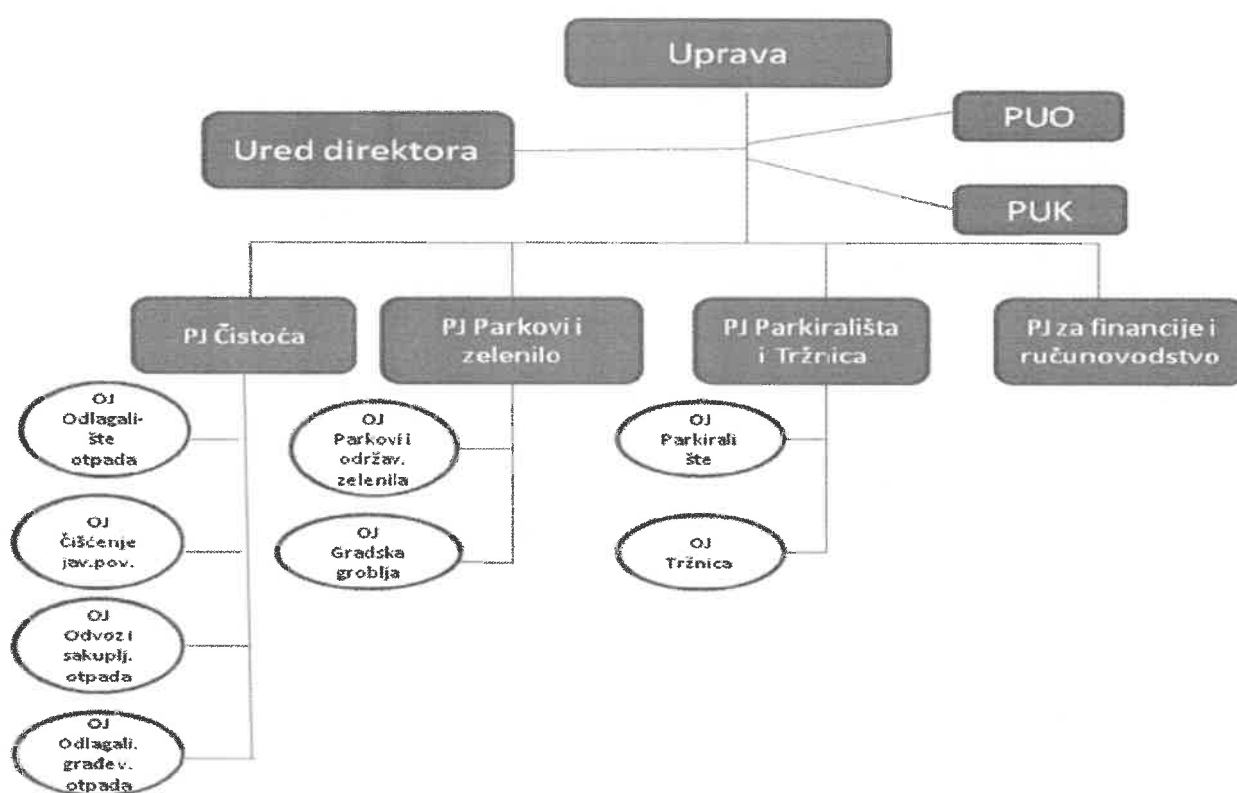 Uprava
Ured direktora
PUO
PUK
PJ Čistoća
PJ Parkovi i
zelenilo
PJ Parkirališta
i Tržnica
PJ za financije i
računovodstvo
OJ
Odlagali-
šte
otpada
OJ
Čišćenje
jav.pov.
OJ
Odvoz i
sakuplj.
otpada
OJ
Odlagali.
građev.
otpada
OJ
Parkovi i
održav.
zelenila
OJ
Gradska
groblja
OJ
Parkirali
šte
OJ
Tržnica